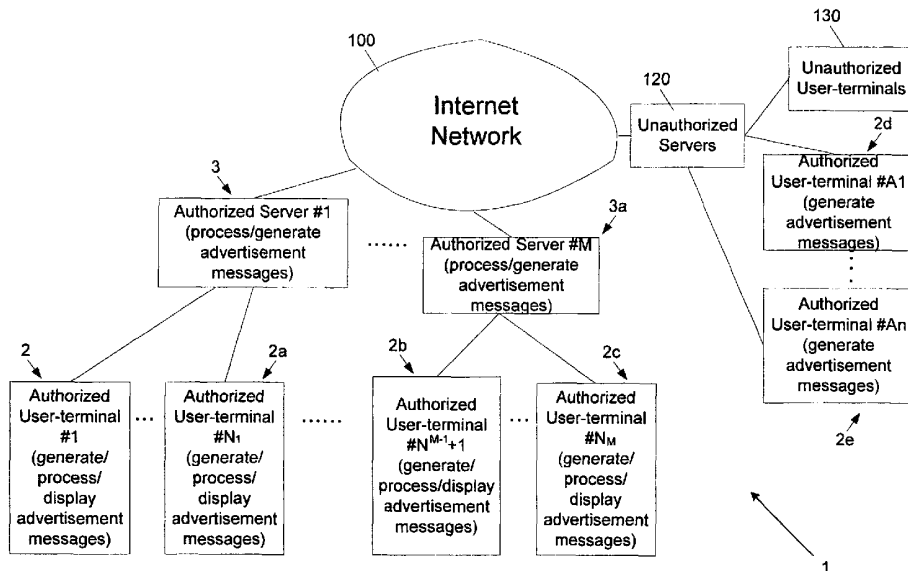 100
Internet
Network
130
Unauthorized
User-terminals
120
Unauthorized
Servers
2d
Authorized
User-terminal #A1
(generate
advertisement
messages)
3
Authorized Server #1
(process/generate
advertisement
messages)
3a
Authorized Server #M
(process/generate
advertisement
messages)
Authorized
User-terminal #An
(generate
advertisement
messages)
2e
2
Authorized
User-terminal
#1
(generate/
process/
display
advertisement
messages)
2a
Authorized
User-terminal
#N1
(generate/
process/
display
advertisement
messages)
2b
Authorized
User-terminal
#N^M-1+1
(generate/
process/display
advertisement
messages)
2c
Authorized
User-terminal
#NM
(generate/
process/
display
advertisement
messages)
1